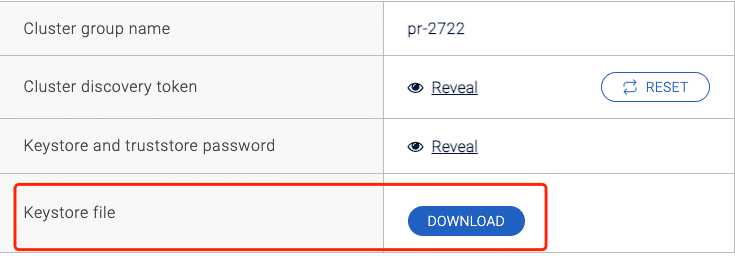 Cluster group name
pr-2722
Cluster discovery token
Reveal
RESET
Keystore and truststore password
Reveal
Keystore file
DOWNLOAD